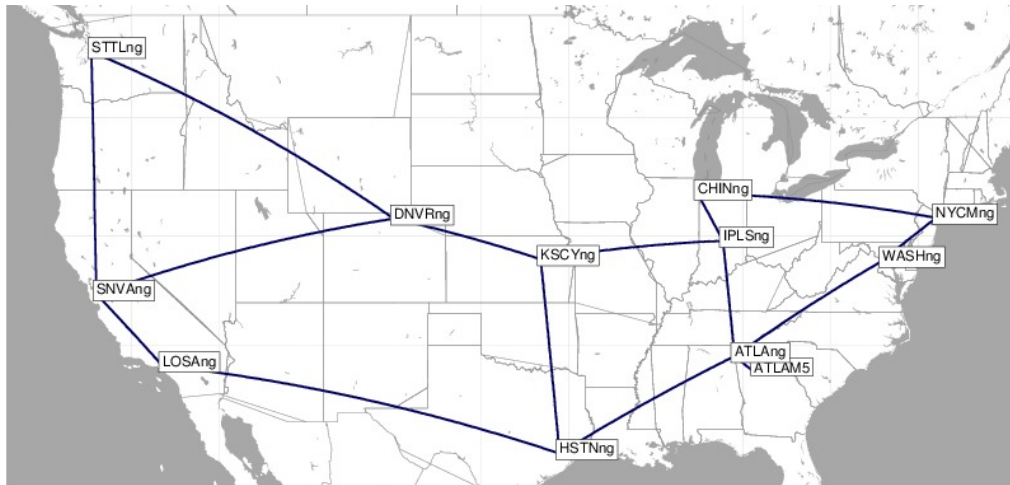 STTLng
CHINng
DNVRng
NYCMng
IPLSng
KSCYng
WASHng
SNVAng
ATLAng
LOSAng
ATLAM5
HSTNng